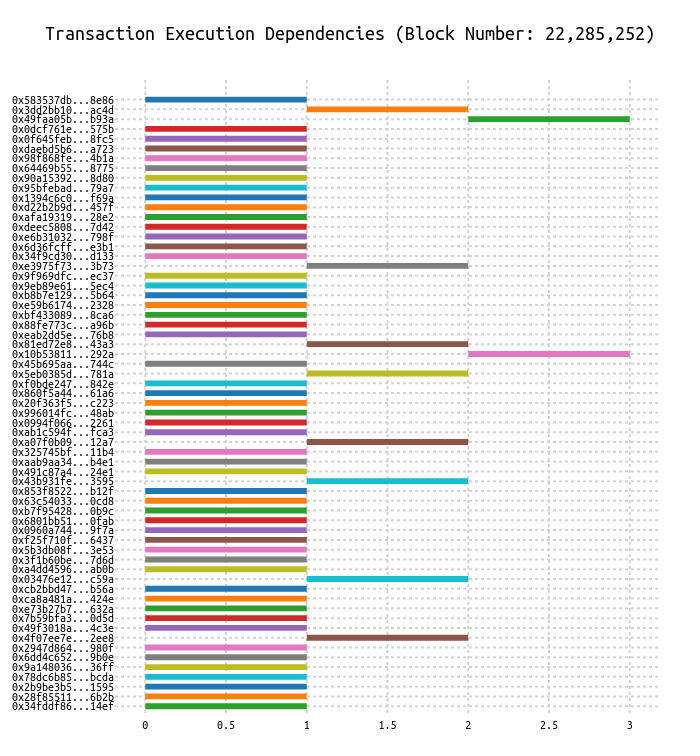 Transaction Execution Dependencies (Block Number: 22,285,252)
0x583537db...8e86
0x3dd2bb10...ac4d
0x49faa05b...b93a
0x0dcf761e...575b
0x0f645feb...8fc5
0xdaebd5b6...a723
0x98f868fe...4b1a
0x64469b55...8775
0x90a15392...8d80
0x95bfebad...79a7
0x1394c6c0...f69a
0xd22b2b9d...457f
0xafa19319...28e2
0xdeec5808...7d42
0xe6b31032...798f
0x6d36fcff...e3b1
0x34f9cd30...d133
0xe3975f73...3b73
0x9f969dfc...ec37
0x9eb89e61...5ec4
0xb8b7e129...5b64
0xe59b6174...2328
0xbf433089...8ca6
0x88fe773c...a96b
0xeab2dd5e...76b8
0x81ed72e8...43a3
0x10b53811...292a
0x45b695aa...744c
0x5eb0385d...781a
0xf0bde247...842e
0x860f5a44...61a6
0x20f363f5...c223
0x996014fc...48ab
0x0994f066...2261
0xab1c594f...fca3
0xa07f0b09...12a7
0x325745bf...11b4
0xaab9aa34...b4e1
0x491c87a4...24e1
0x43b931fe...3595
0x853f8522...b12f
0x63c54033...0cd8
0xb7f95428...0b9c
0x6801bb51...0fab
0x0960a744...9f7a
0xf25f710f...6437
0x5b3db08f...3e53
0x3f1b60be...7d6d
0xa4dd4596...ab0b
0x03476e12...c59a
0xcb2bbd47...b56a
0xca8a481a...424e
0xe73b27b7...632a
0x7b59bfa3...0d5d
0x49f3018a...4c3e
0x4f07ee7e...2ee8
0x2947d864...980f
0x6dd4c652...9b0e
0x9a148036...36ff
0x78dc6b85...bcda
0x2b9be3b5...1595
0x28f85511...6b2b
0x34fddf86...14ef
0 0.5 1 1.5 2 2.5 3